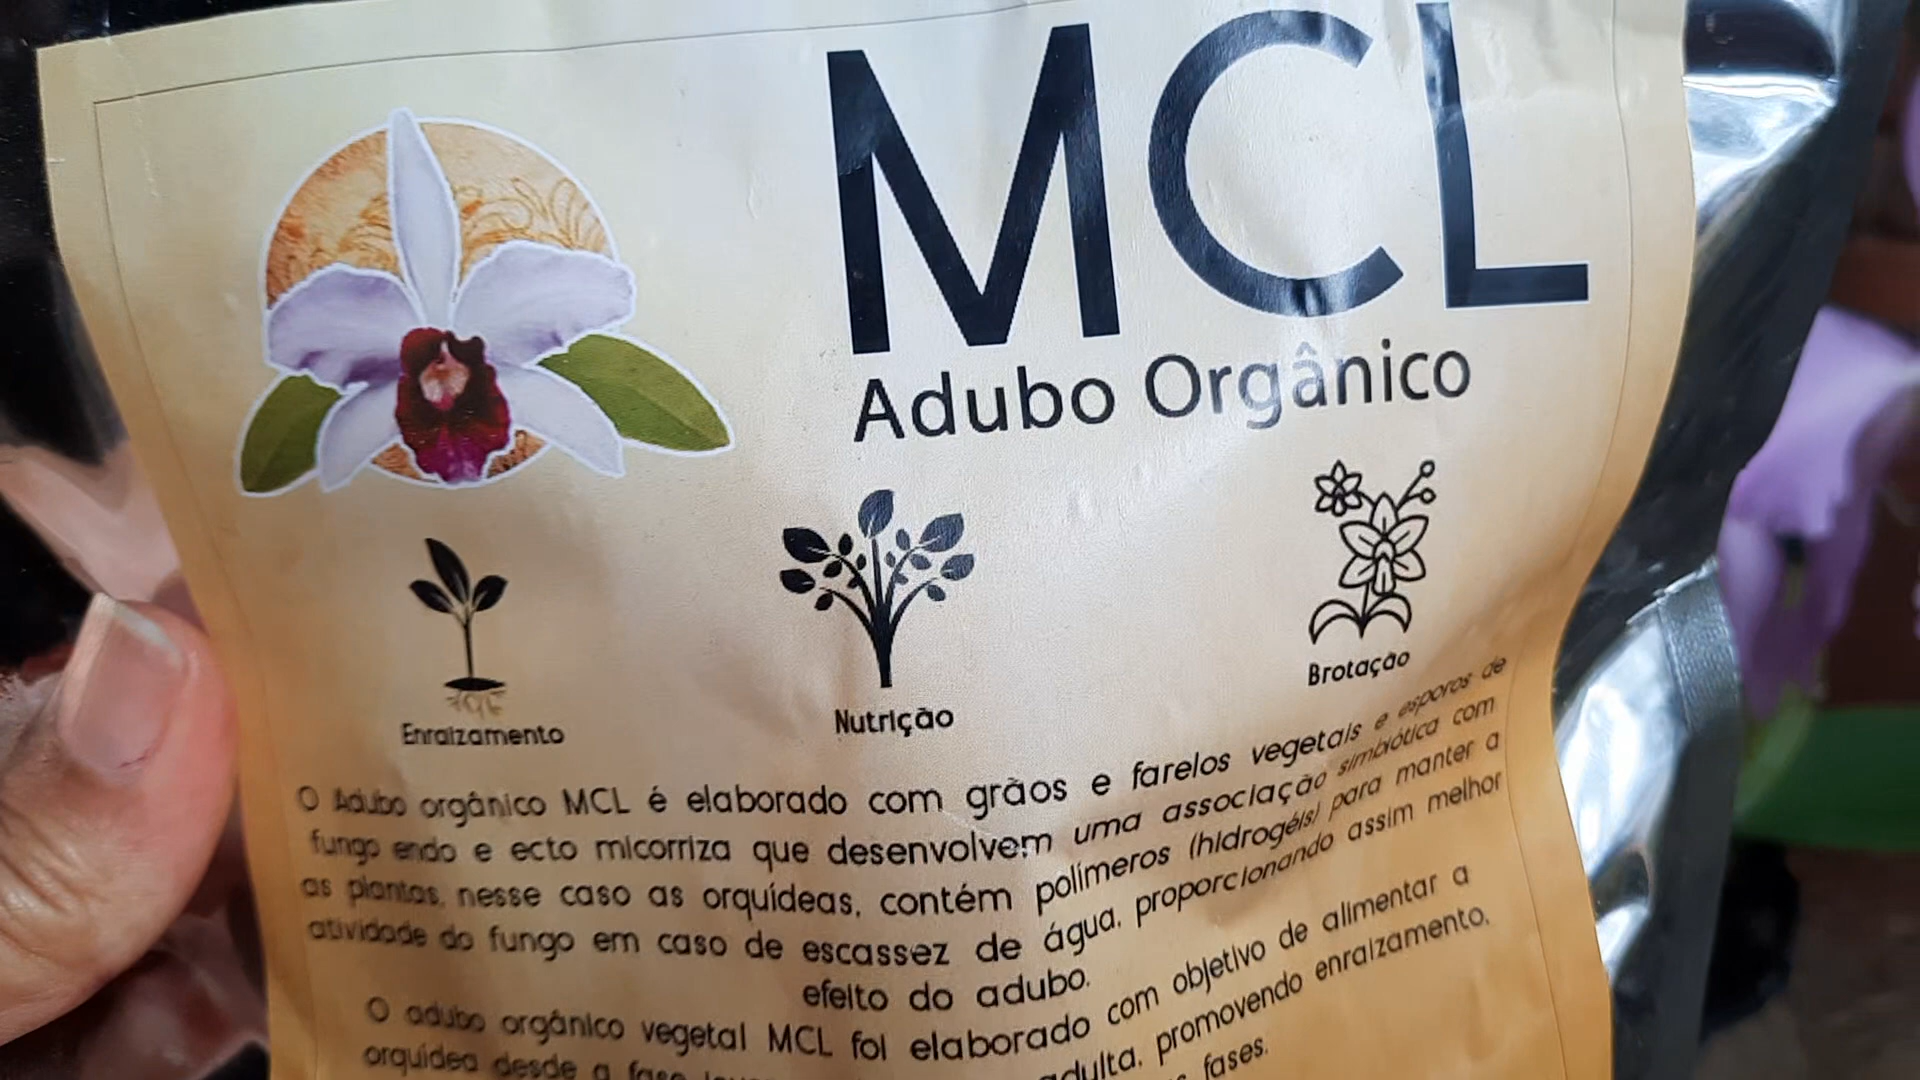 MCL
Adubo Orgânico
Enraizamento
Nutrição
Brotação
O Adubo orgânico MCL é elaborado com grãos e farelos vegetais e esporos de
fungo endo e ecto micorriza que desenvolvem uma associação simbiótica com
as plantas, nesse caso as orquídeas, contém polímeros (hidrogéis) para manter a
atividade do fungo em caso de escassez de água, proporcionando assim melhor
efeito do adubo.
O adubo orgânico vegetal MCL foi elaborado com objetivo de alimentar a
orquídea desde a fase adulta, promovendo enraizamento,
fases.